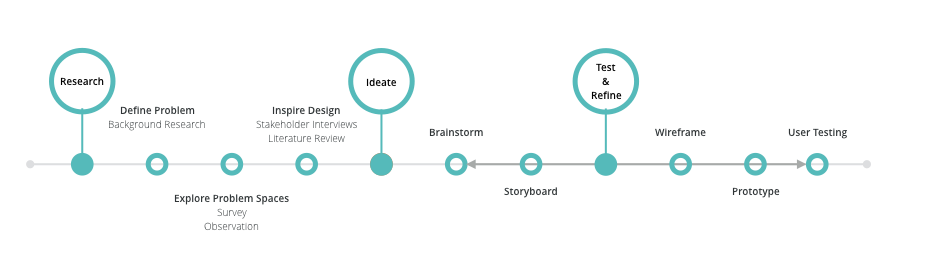 Research
Define Problem
Background Research
Explore Problem Spaces
Survey
Observation
Inspire Design
Stakeholder Interviews
Literature Review
Ideate
Brainstorm
Storyboard
Test
&
Refine
Wireframe
Prototype
User Testing